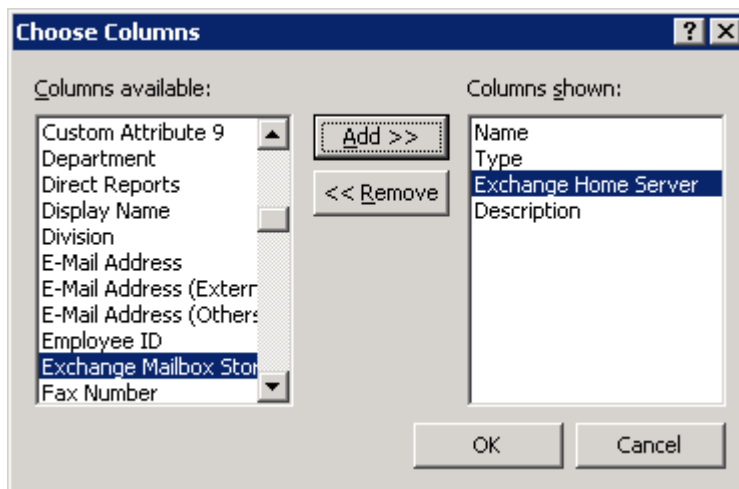 Choose Columns
Columns available:
Custom Attribute 9
Department
Direct Reports
Display Name
Division
E-Mail Address
E-Mail Address (Extern
E-Mail Address (Others
Employee ID
Exchange Mailbox Stor
Fax Number
Add >>
<< Remove
Columns shown:
Name
Type
Exchange Home Server
Description
OK
Cancel